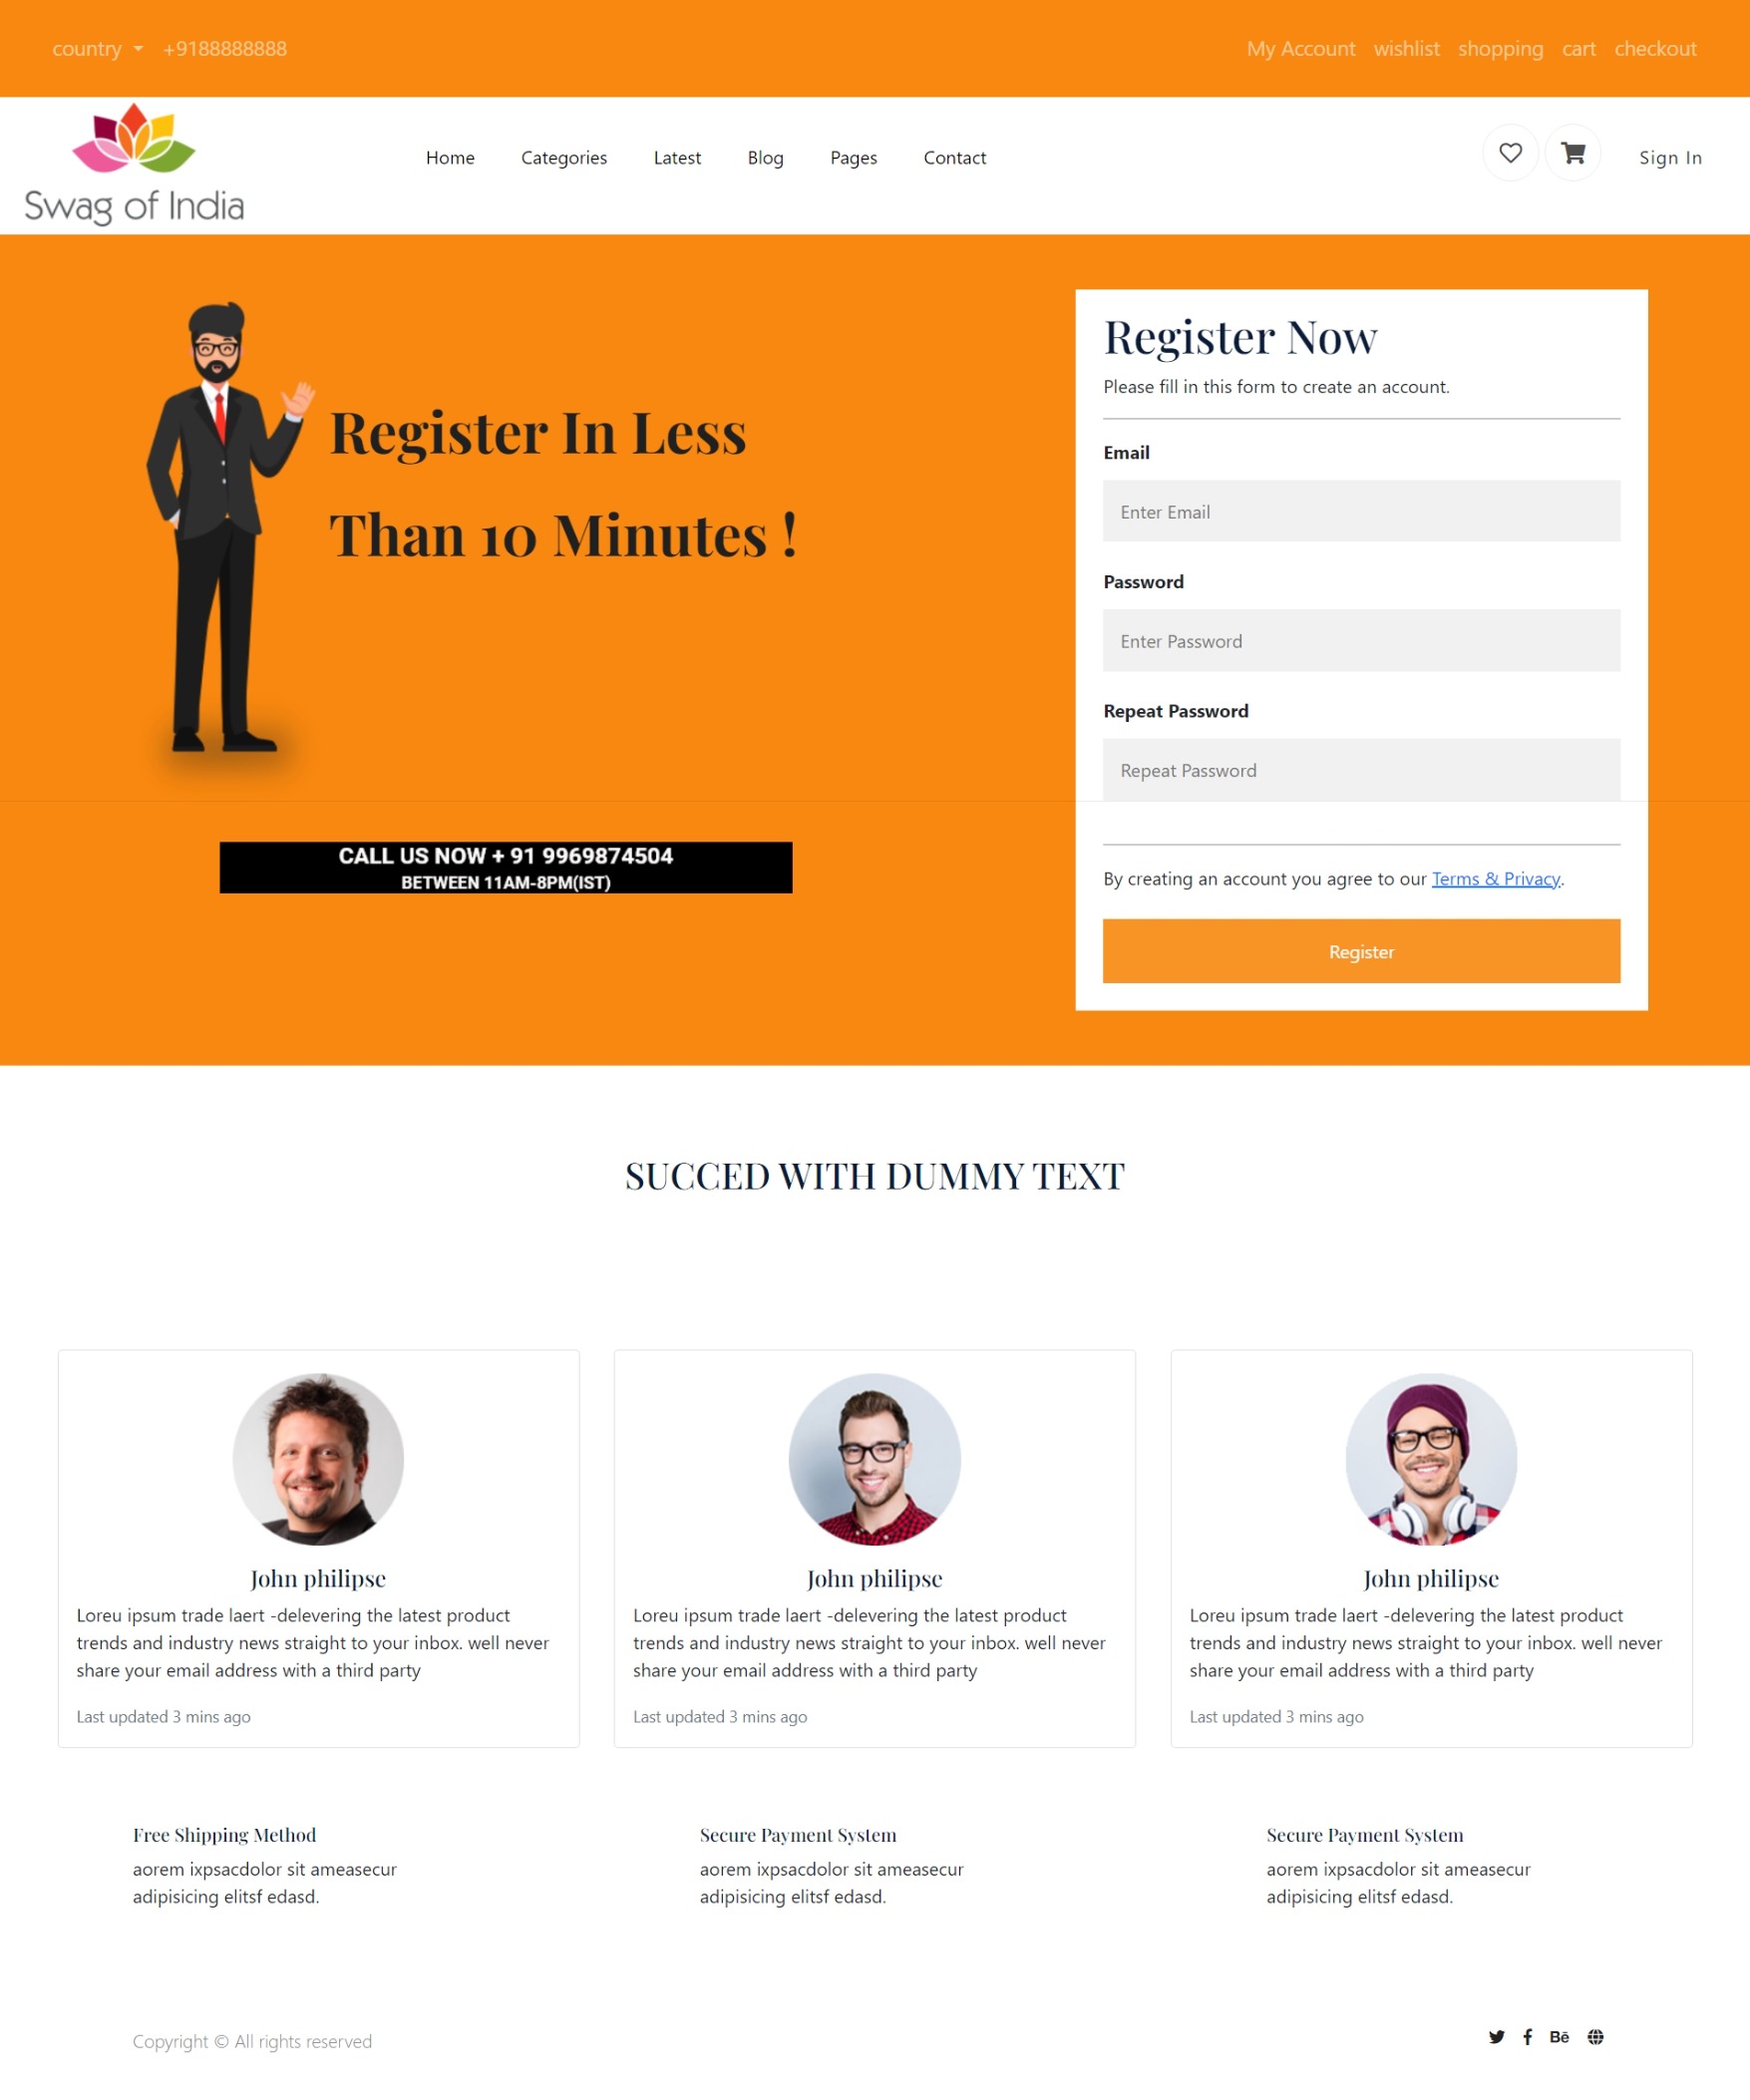 country +9188888888 My Account wishlist shopping cart checkout
Swag of India
Home Categories Latest Blog Pages Contact Sign In
Register In Less
Than 10 Minutes !
CALL US NOW + 91 9969874504
BETWEEN 11AM-8PM(IST)
Register Now
Please fill in this form to create an account.
Email
Enter Email
Password
Enter Password
Repeat Password
Repeat Password
By creating an account you agree to our Terms & Privacy.
Register
SUCCED WITH DUMMY TEXT
John philipse
Loreu ipsum trade laert -delevering the latest product
trends and industry news straight to your inbox. well never
share your email address with a third party
Last updated 3 mins ago
John philipse
Loreu ipsum trade laert -delevering the latest product
trends and industry news straight to your inbox. well never
share your email address with a third party
Last updated 3 mins ago
John philipse
Loreu ipsum trade laert -delevering the latest product
trends and industry news straight to your inbox. well never
share your email address with a third party
Last updated 3 mins ago
Free Shipping Method
aorem ixpsacdolor sit ameasecur
adipisicing elitsf edasd.
Secure Payment System
aorem ixpsacdolor sit ameasecur
adipisicing elitsf edasd.
Secure Payment System
aorem ixpsacdolor sit ameasecur
adipisicing elitsf edasd.
Copyright © All rights reserved